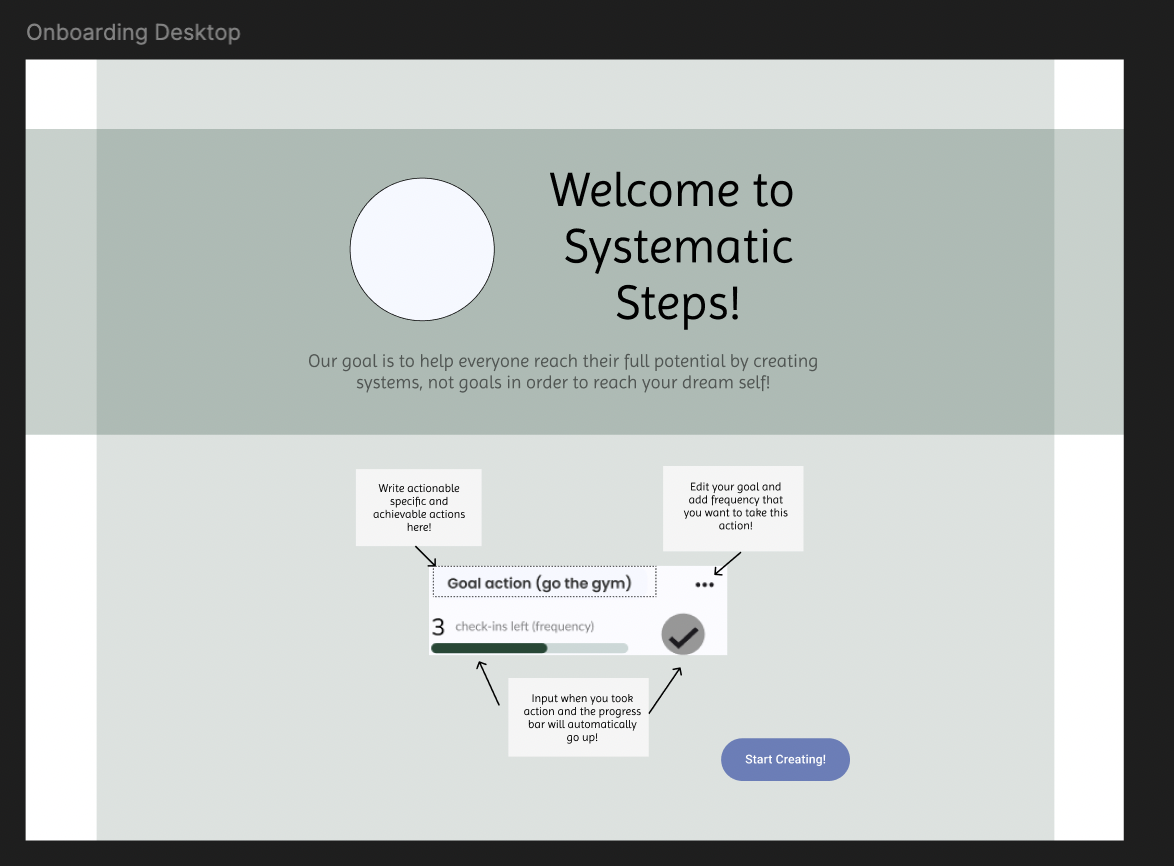 Onboarding Desktop
Welcome to
Systematic
Steps!
Our goal is to help everyone reach their full potential by creating
systems, not goals in order to reach your dream self!
Write actionable
specific and
achievable actions
here!
Edit your goal and
add frequency that
you want to take this
action!
Goal action (go the gym)
3 check-ins left (frequency)
Input when you took
action and the progress
bar will automatically
go up!
Start Creating!